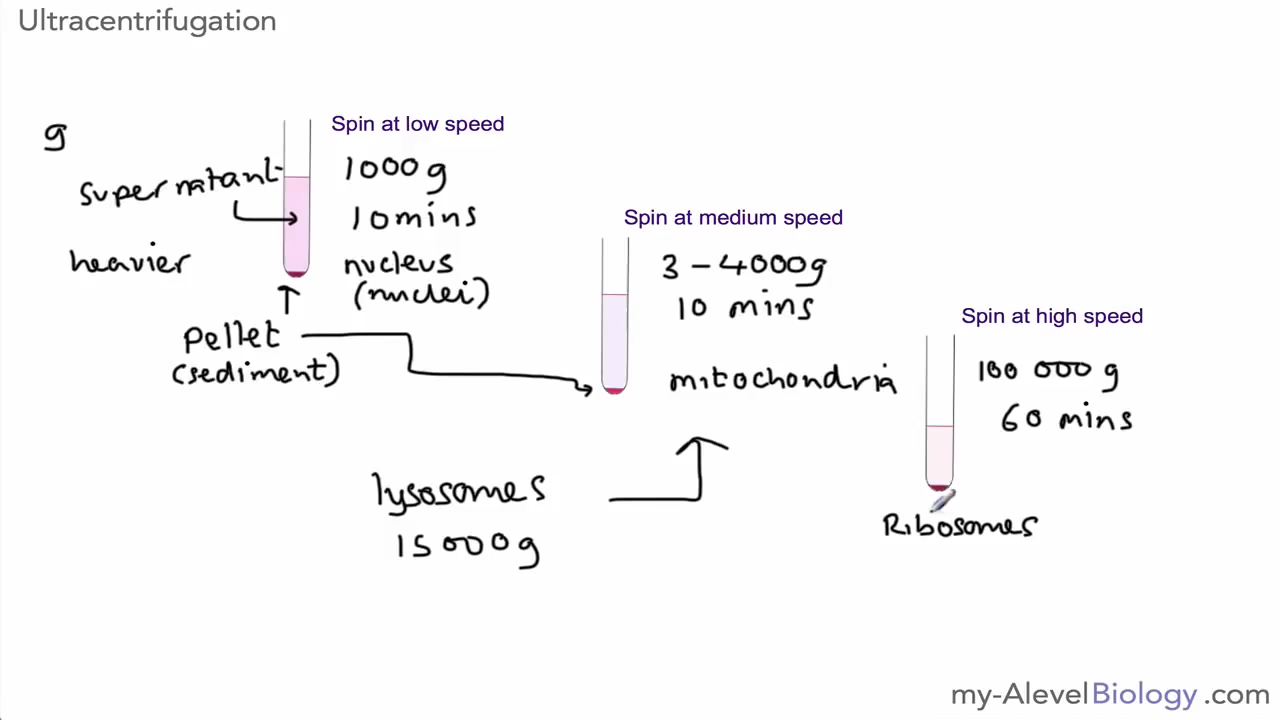 Ultracentrifugation
g
Supernatant
heavier
Pellet
(sediment)
Spin at low speed
1000g
10mins
nucleus
(nuclei)
Spin at medium speed
3-4000g
10 mins
mitochondria
lysosomes
15000g
Spin at high speed
100 000g
60 mins
Ribosomes
my-AlevelBiology.com